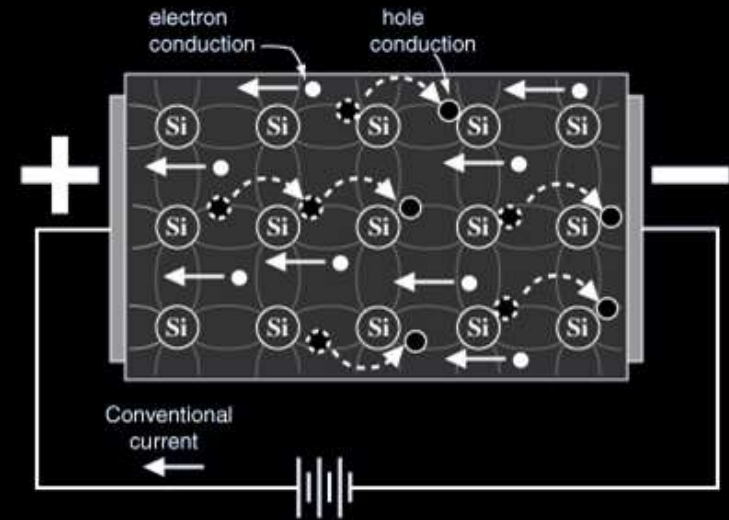 electron
conduction
hole
conduction
+
Si Si Si Si Si
−
Si Si Si Si Si
Si Si Si Si Si
Conventional
current